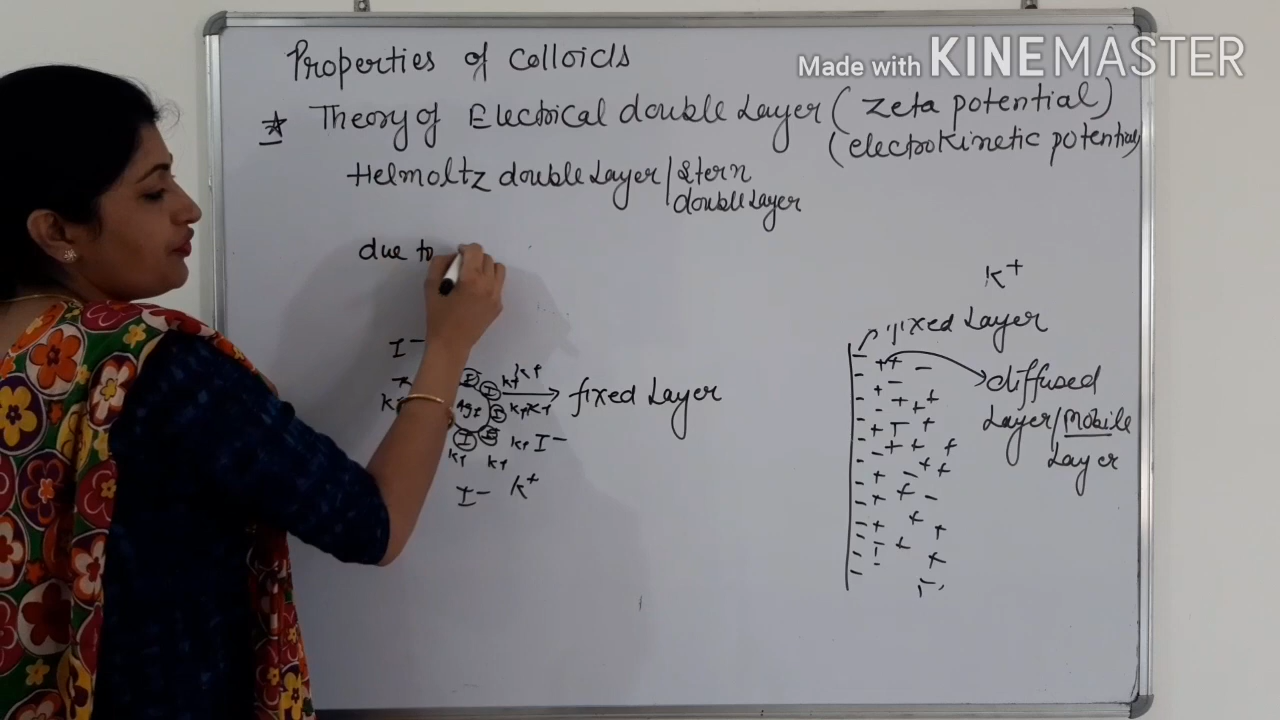 Properties of Colloids
Made with KINEMASTER
* Theory of Electrical double Layer ( Zeta potential )
( electrokinetic potential)
Helmoltz double Layer / Stern
double Layer
due to
K+
fixed Layer
I-
fixed Layer
diffused
Layer/Mobile
Layer
K+ K+
K+ K+
AgI
K+ I-
K+ K+
I- K+